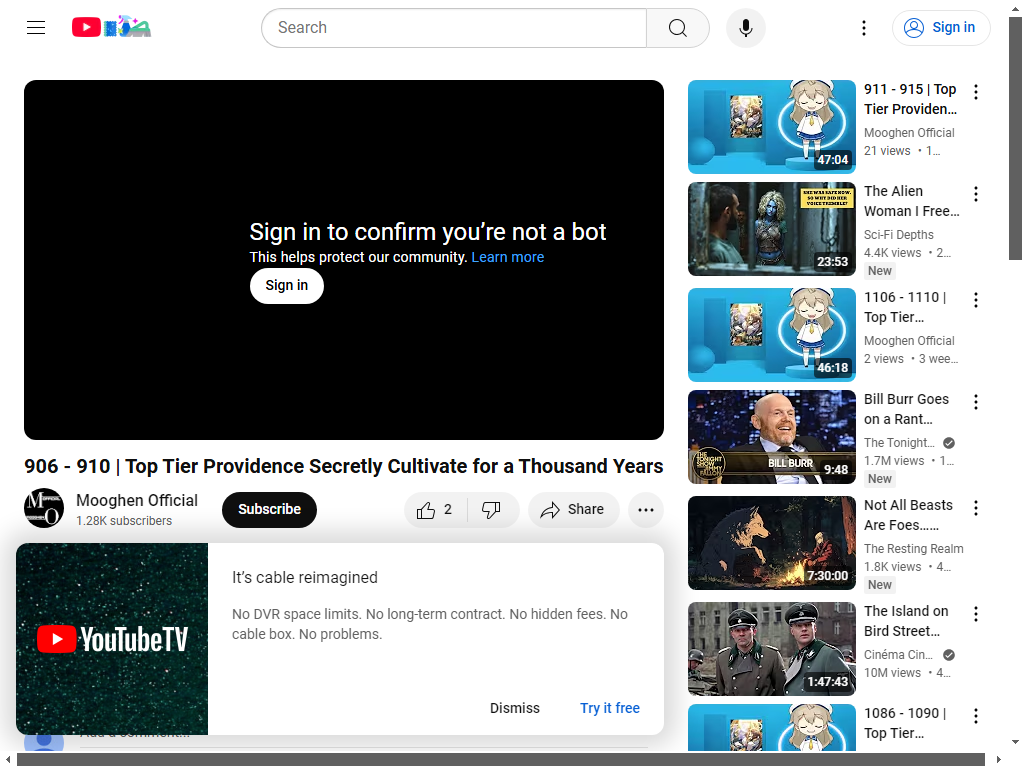 Search
Sign in
Sign in to confirm you’re not a bot
This helps protect our community. Learn more
Sign in
906 - 910 | Top Tier Providence Secretly Cultivate for a Thousand Years
Mooghen Official
1.28K subscribers
Subscribe
2
Share
It’s cable reimagined
No DVR space limits. No long-term contract. No hidden fees. No
cable box. No problems.
YouTubeTV
Dismiss
Try it free
911 - 915 | Top
Tier Providen...
Mooghen Official
21 views • 1...
47:04
The Alien
Woman I Free...
Sci-Fi Depths
4.4K views • 2...
New
SHE WAS SAFE NOW.
SO WHY DID HER
VOICE TREMBLE?
23:53
1106 - 1110 |
Top Tier...
Mooghen Official
2 views • 3 wee...
46:18
Bill Burr Goes
on a Rant...
The Tonight...
1.7M views • 1...
New
THE
TONIGHT
SHOW
BILL BURR
9:48
Not All Beasts
Are Foes......
The Resting Realm
1.8K views • 4...
New
7:30:00
The Island on
Bird Street...
Cinéma Cin...
10M views • 4...
1:47:43
1086 - 1090 |
Top Tier...